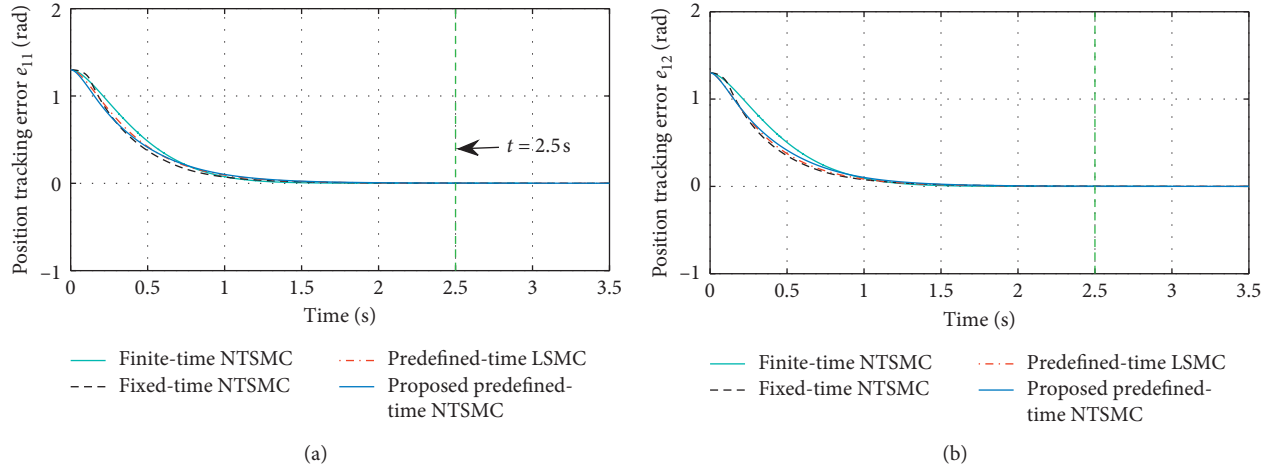 2
1
0
–1
Position tracking error e11 (rad)
t = 2.5 s
0 0.5 1.0 1.5 2 2.5 3 3.5
Time (s)
Finite-time NTSMC
Fixed-time NTSMC
Predefined-time LSMC
Proposed predefined-
time NTSMC
(a)
2
1
0
–1
Position tracking error e12 (rad)
0 0.5 1 1.5 2 2.5 3 3.5
Time (s)
Finite-time NTSMC
Fixed-time NTSMC
Predefined-time LSMC
Proposed predefined-
time NTSMC
(b)